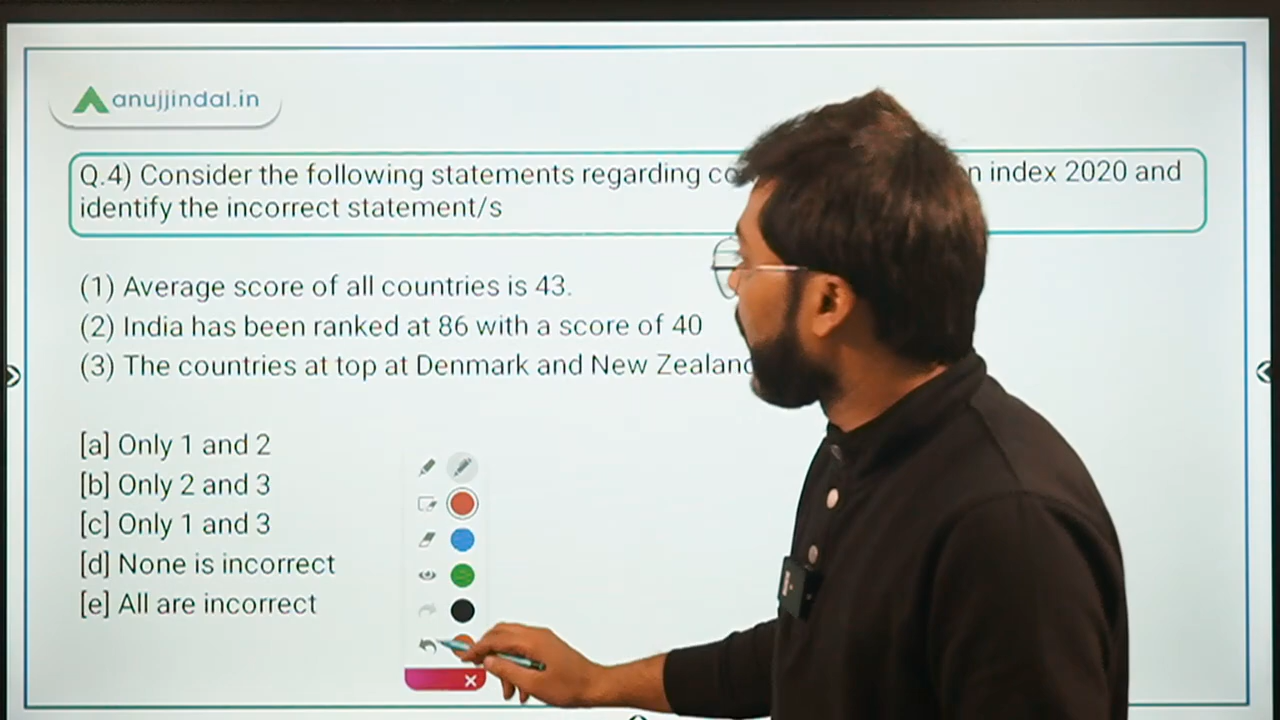 anujjindal.in
Q.4) Consider the following statements regarding index 2020 and
identify the incorrect statement/s
(1) Average score of all countries is 43.
(2) India has been ranked at 86 with a score of 40
(3) The countries at top at Denmark and New Zealand
[a] Only 1 and 2
[b] Only 2 and 3
[c] Only 1 and 3
[d] None is incorrect
[e] All are incorrect